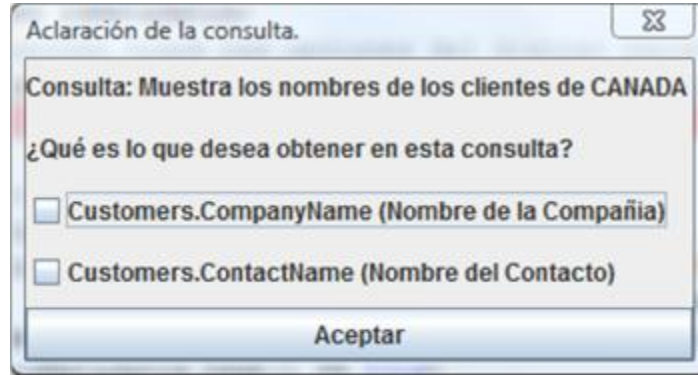 Aclaración de la consulta.
Consulta: Muestra los nombres de los clientes de CANADA
¿Qué es lo que desea obtener en esta consulta?
Customers.CompanyName (Nombre de la Compañia)
Customers.ContactName (Nombre del Contacto)
Aceptar